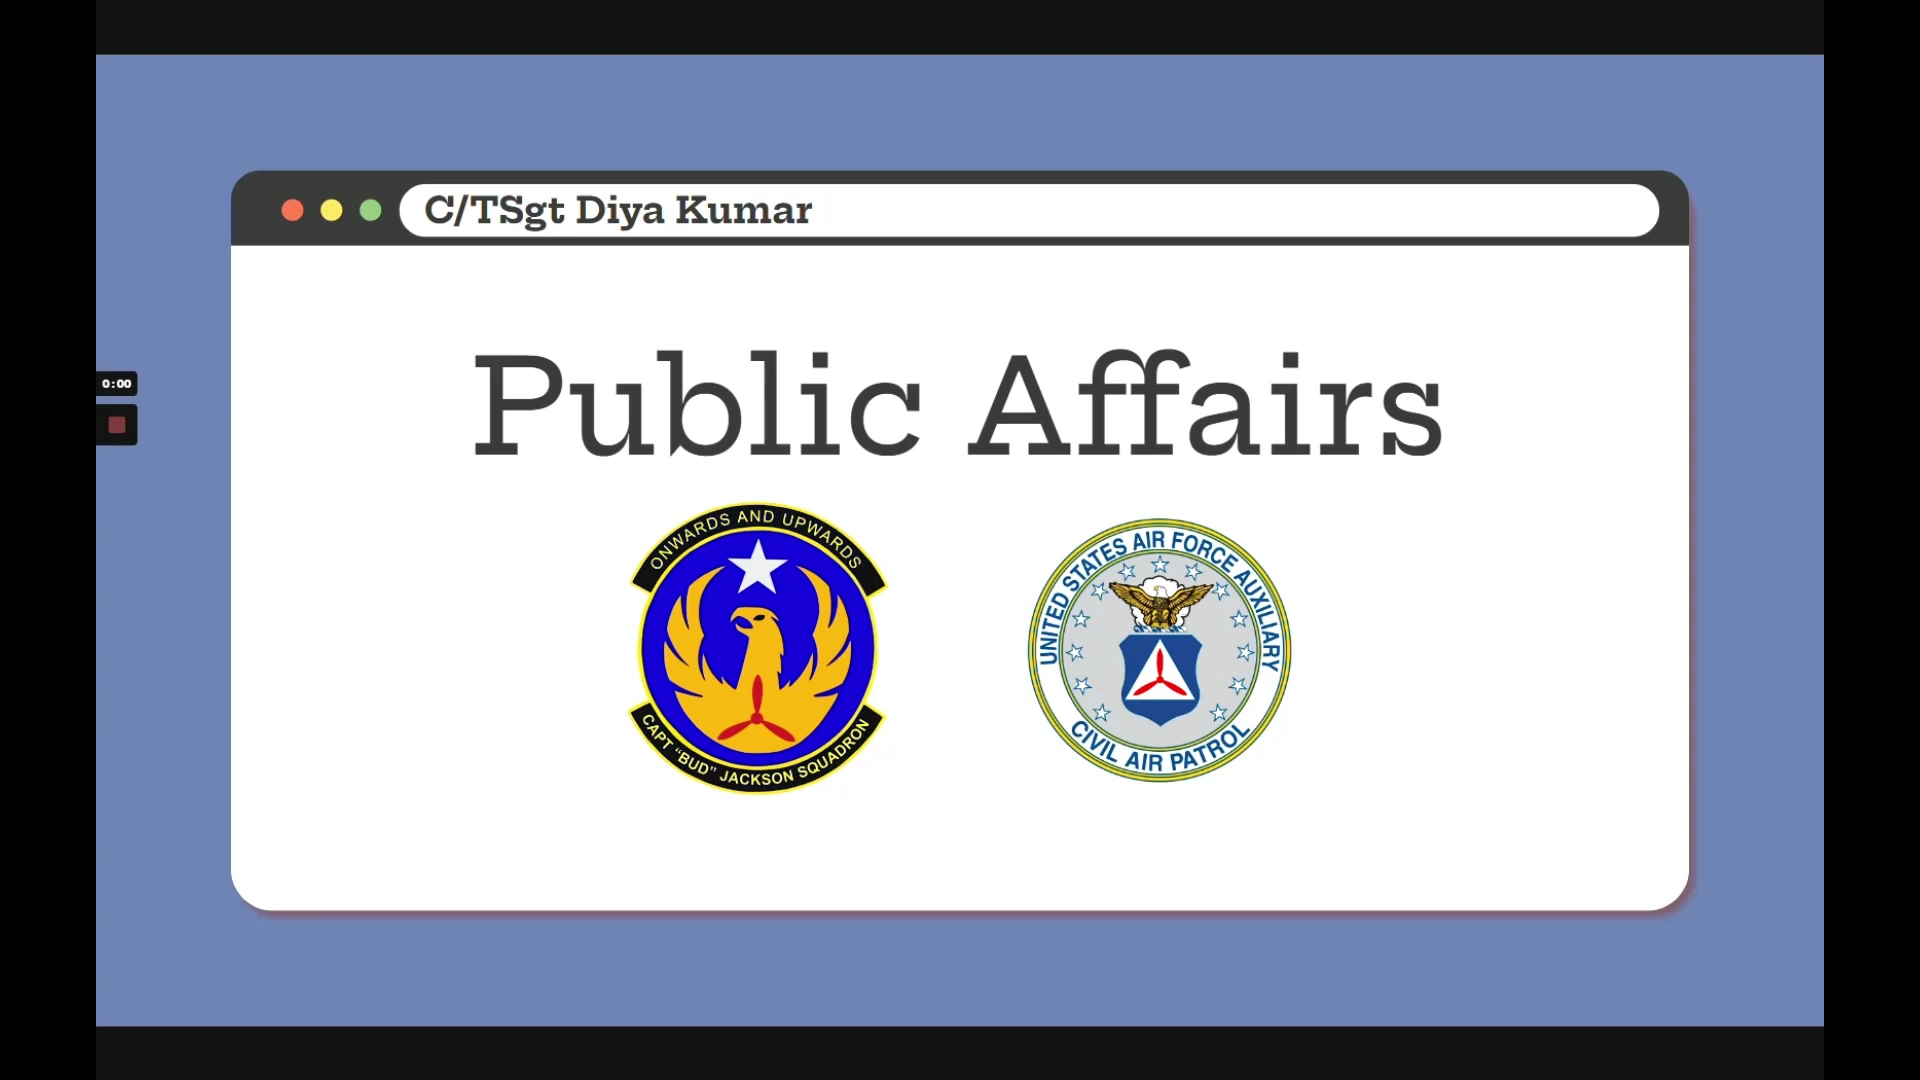 C/TSgt Diya Kumar
Public Affairs
0:00
ONWARDS AND UPWARDS
CAPT "BUD" JACKSON SQUADRON
UNITED STATES AIR FORCE AUXILIARY
CIVIL AIR PATROL